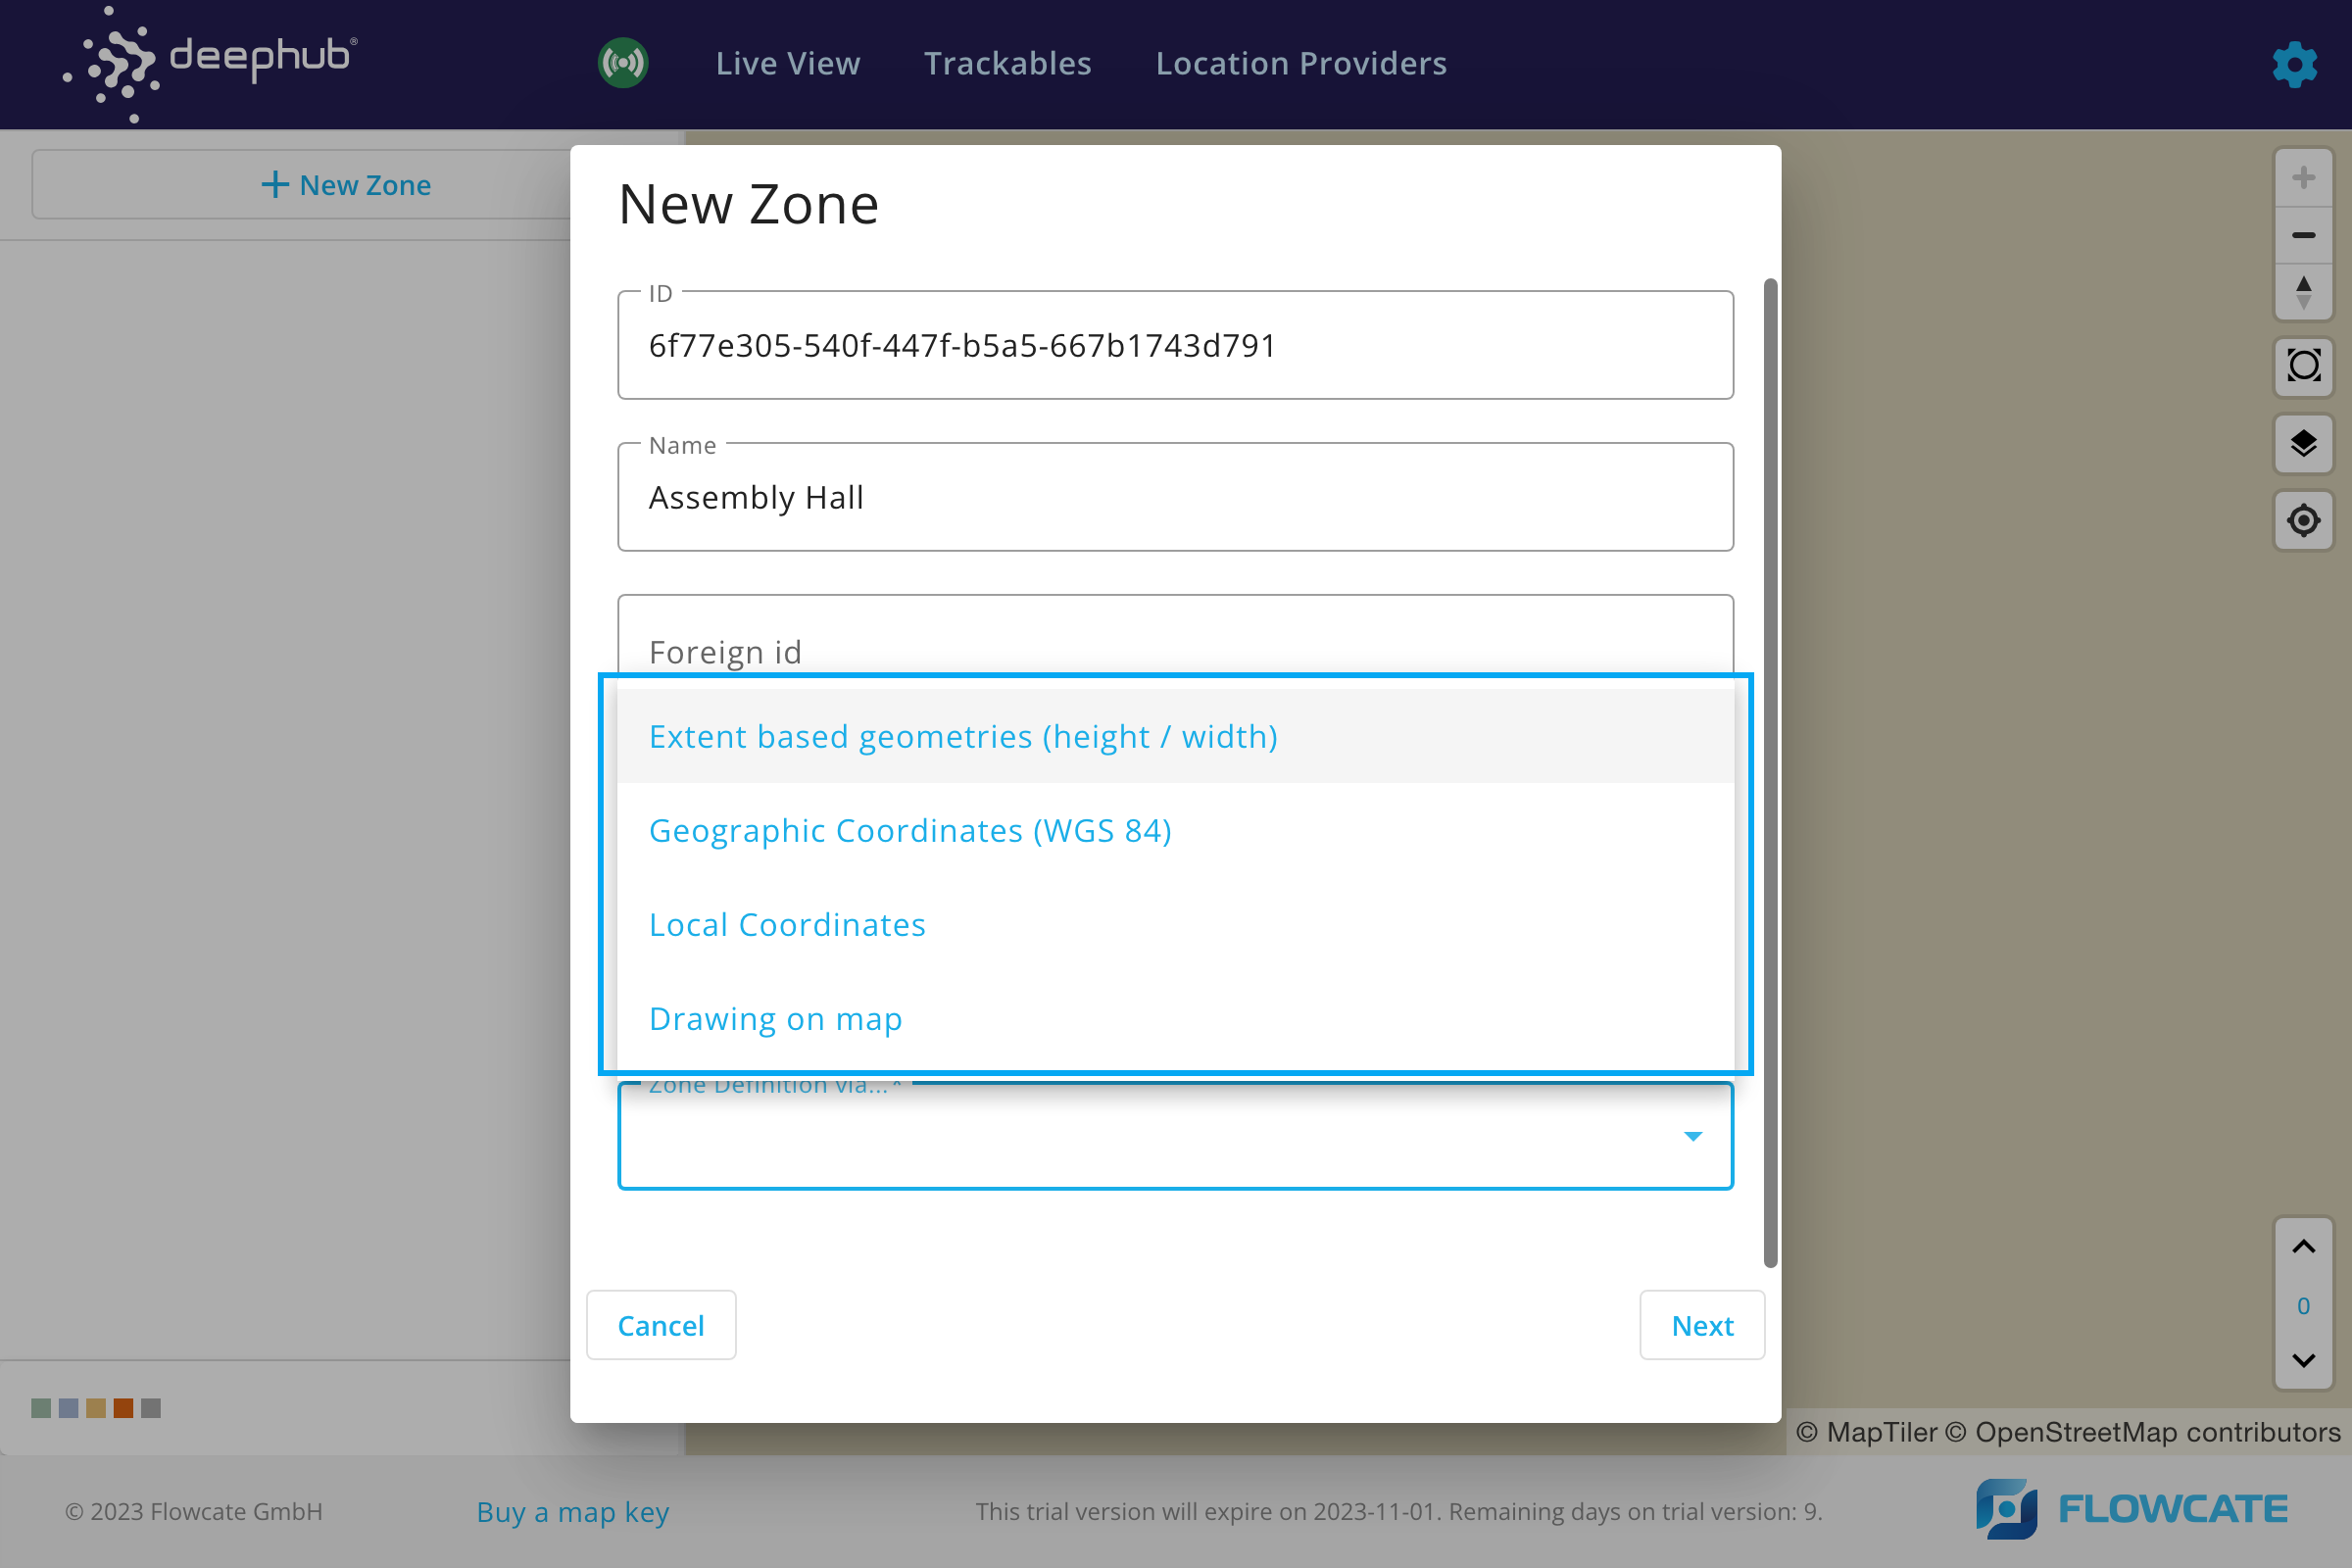 deephub®
Live View
Trackables
Location Providers
New Zone
New Zone
ID
6f77e305-540f-447f-b5a5-667b1743d791
Name
Assembly Hall
Foreign id
Extent based geometries (height / width)
Geographic Coordinates (WGS 84)
Local Coordinates
Drawing on map
Zone Definition via... *
Cancel
Next
0
© MapTiler © OpenStreetMap contributors
© 2023 Flowcate GmbH
Buy a map key
This trial version will expire on 2023-11-01. Remaining days on trial version: 9.
FLOWCATE